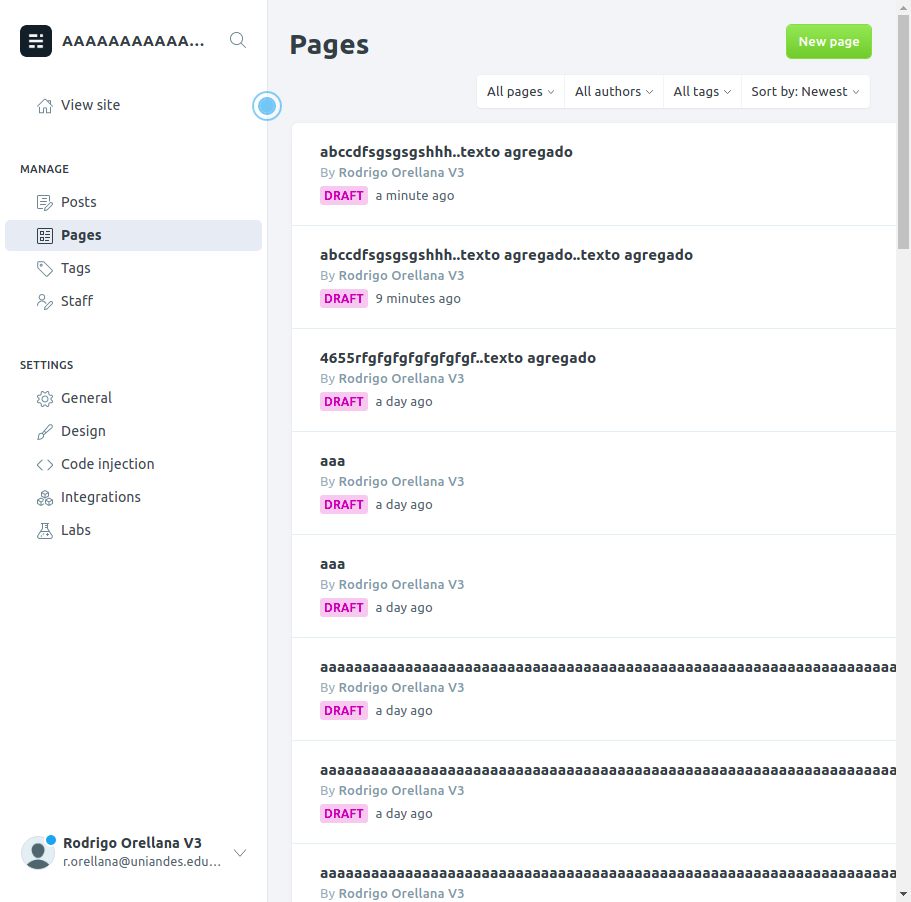 AAAAAAAAAAA...
View site
MANAGE
Posts
Pages
Tags
Staff
SETTINGS
General
Design
Code injection
Integrations
Labs
Rodrigo Orellana V3
r.orellana@uniandes.edu...
Pages
New page
All pages
All authors
All tags
Sort by: Newest
abccdfsgsgsgshhh..texto agregado
By Rodrigo Orellana V3
DRAFT a minute ago
abccdfsgsgsgshhh..texto agregado..texto agregado
By Rodrigo Orellana V3
DRAFT 9 minutes ago
4655rfgfgfgfgfgfgfgf..texto agregado
By Rodrigo Orellana V3
DRAFT a day ago
aaa
By Rodrigo Orellana V3
DRAFT a day ago
aaa
By Rodrigo Orellana V3
DRAFT a day ago
aaaaaaaaaaaaaaaaaaaaaaaaaaaaaaaaaaaaaaaaaaaaaaaaaaaaaaaaaaaaaaaaaaaa
By Rodrigo Orellana V3
DRAFT a day ago
aaaaaaaaaaaaaaaaaaaaaaaaaaaaaaaaaaaaaaaaaaaaaaaaaaaaaaaaaaaaaaaaaaaa
By Rodrigo Orellana V3
DRAFT a day ago
aaaaaaaaaaaaaaaaaaaaaaaaaaaaaaaaaaaaaaaaaaaaaaaaaaaaaaaaaaaaaaaaaaaa
By Rodrigo Orellana V3